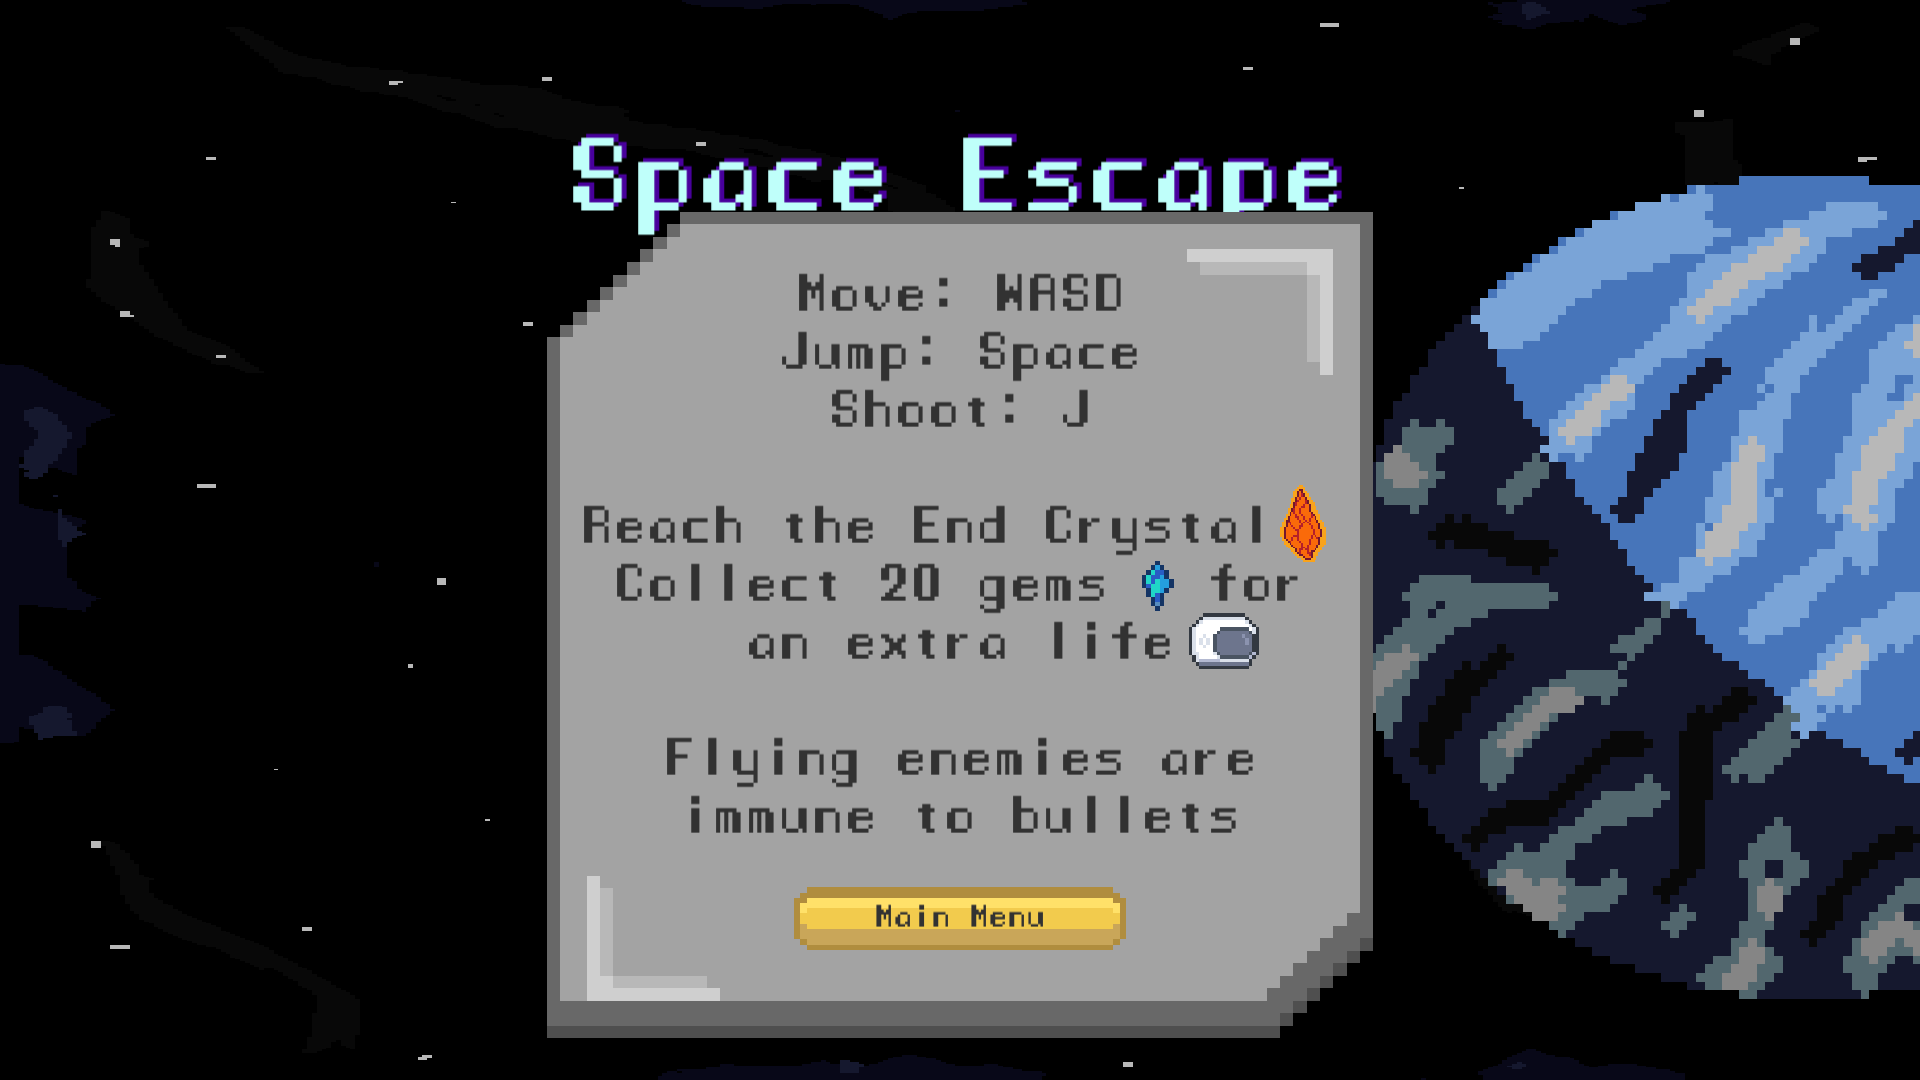 Space Escape
Move: WASD
Jump: Space
Shoot: J
Reach the End Crystal
Collect 20 gems for
an extra life
Flying enemies are
immune to bullets
Main Menu